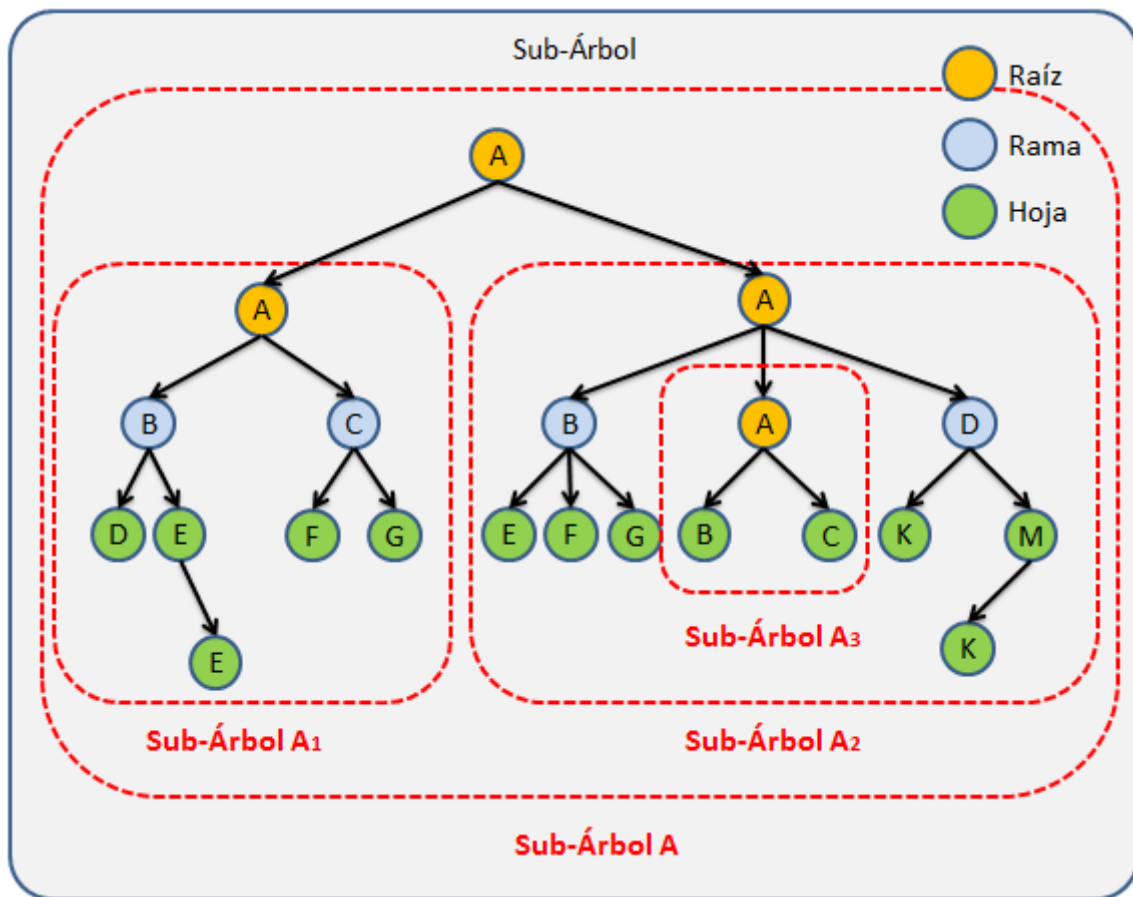 Sub-Árbol
Raíz
Rama
Hoja
A
A
A
B
C
B
A
D
D
E
F
G
E
F
G
B
C
K
M
E
K
Sub-Árbol A3
Sub-Árbol A1
Sub-Árbol A2
Sub-Árbol A